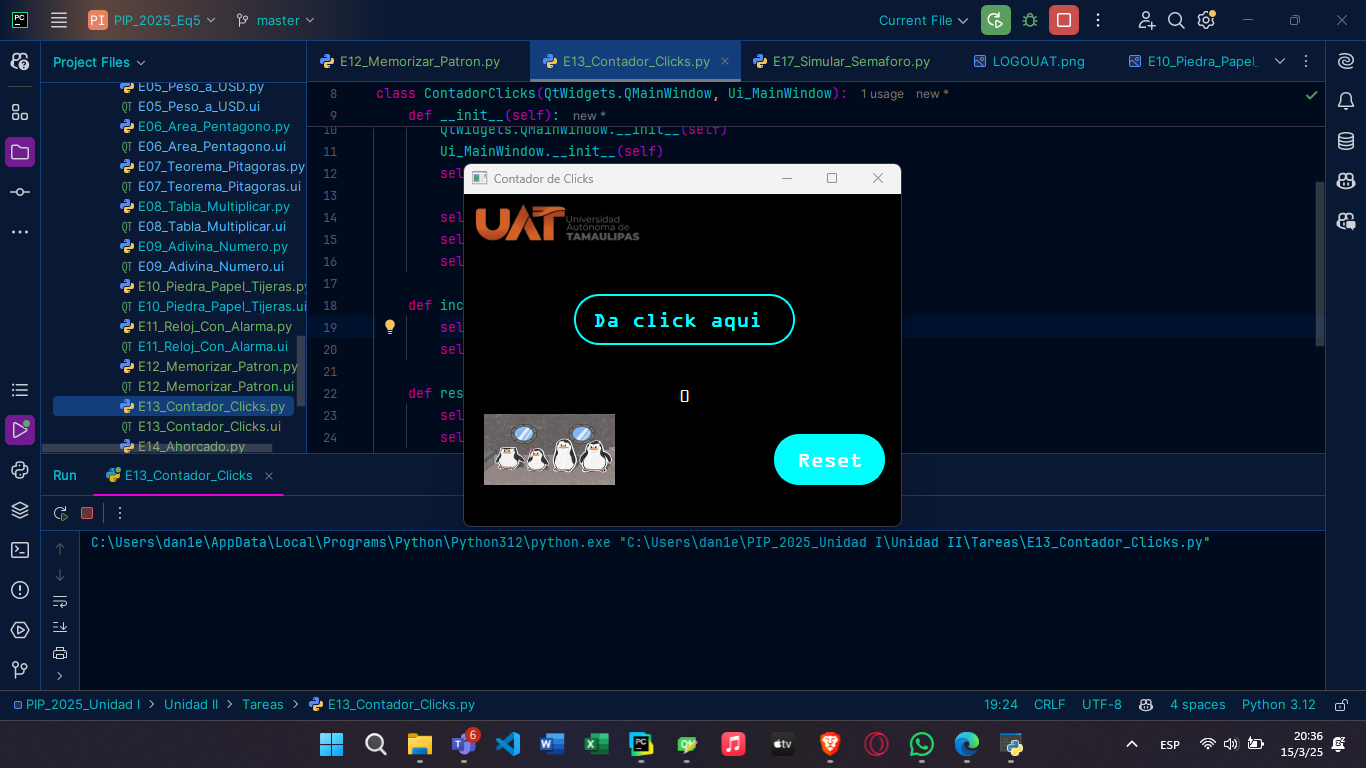 PC
PI PIP_2025_Eq5
master
Current File
Project Files
E05_Peso_a_USD.py
E05_Peso_a_USD.ui
E06_Area_Pentagono.py
E06_Area_Pentagono.ui
E07_Teorema_Pitagoras.py
E07_Teorema_Pitagoras.ui
E08_Tabla_Multiplicar.py
E08_Tabla_Multiplicar.ui
E09_Adivina_Numero.py
E09_Adivina_Numero.ui
E10_Piedra_Papel_Tijeras.py
E10_Piedra_Papel_Tijeras.ui
E11_Reloj_Con_Alarma.py
E11_Reloj_Con_Alarma.ui
E12_Memorizar_Patron.py
E12_Memorizar_Patron.ui
E13_Contador_Clicks.py
E13_Contador_Clicks.ui
E14_Ahorcado.py
E12_Memorizar_Patron.py
E13_Contador_Clicks.py
E17_Simular_Semaforo.py
LOGOUAT.png
E10_Piedra_Papel_
8 class ContadorClicks(QtWidgets.QMainWindow, Ui_MainWindow): 1 usage new *
9 def __init__(self): new *
10 QtWidgets.QMainWindow.__init__(self)
11 Ui_MainWindow.__init__(self)
12 sel
13
14 sel
15 sel
16 sel
17
18 def inc
19 sel
20 sel
21
22 def res
23 sel
24 sel
Contador de Clicks
UAT
Universidad
Autónoma de
TAMAULIPAS
Da click aqui
0
Reset
Run
E13_Contador_Clicks
C:\Users\dan1e\AppData\Local\Programs\Python\Python312\python.exe "C:\Users\dan1e\PIP_2025_Unidad I\Unidad II\Tareas\E13_Contador_Clicks.py"
PIP_2025_Unidad I > Unidad II > Tareas > E13_Contador_Clicks.py
19:24 CRLF UTF-8 4 spaces Python 3.12
6
tv
ESP
20:36
15/3/25